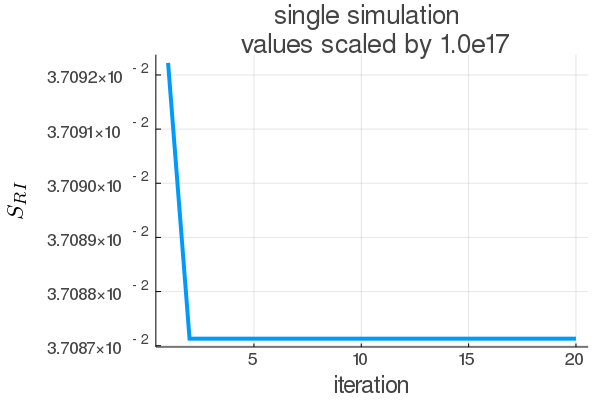 single simulation
values scaled by 1.0e17
3.7092×10 - 2
3.7091×10 - 2
3.7090×10 - 2
3.7089×10 - 2
3.7088×10 - 2
3.7087×10 - 2
S_RI
5 10 15 20
iteration